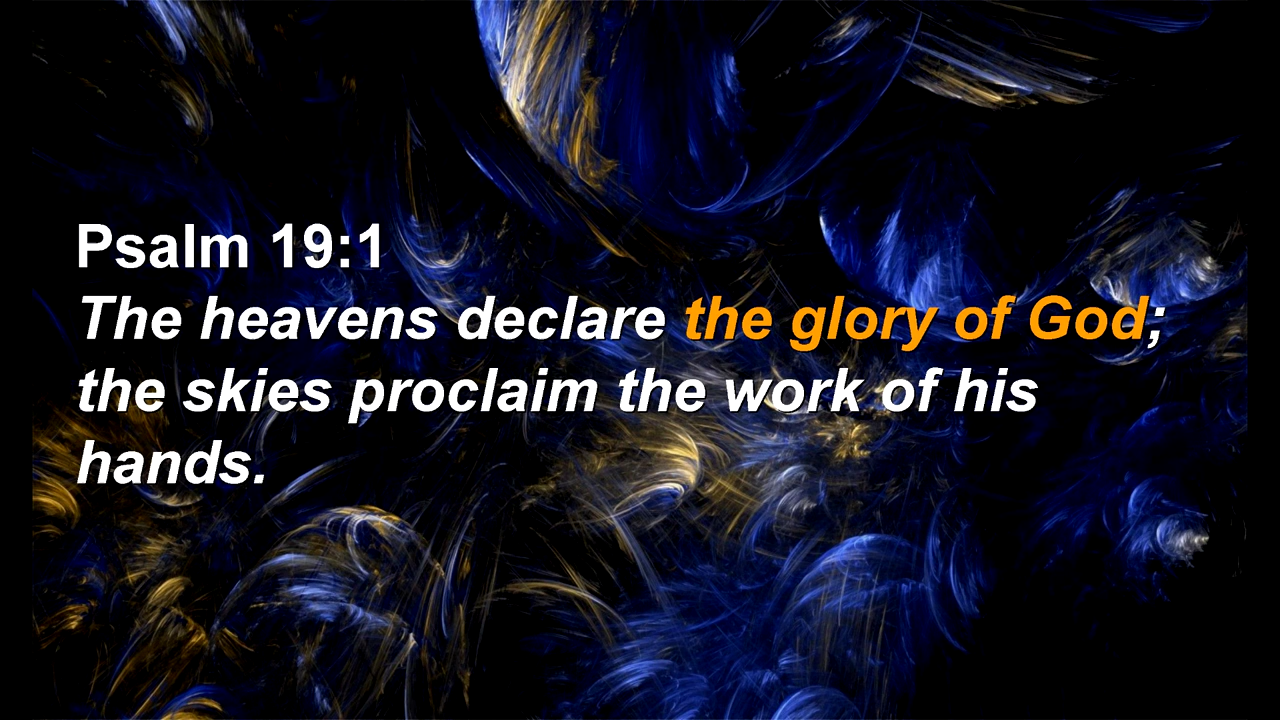 Psalm 19:1
The heavens declare the glory of God;
the skies proclaim the work of his
hands.